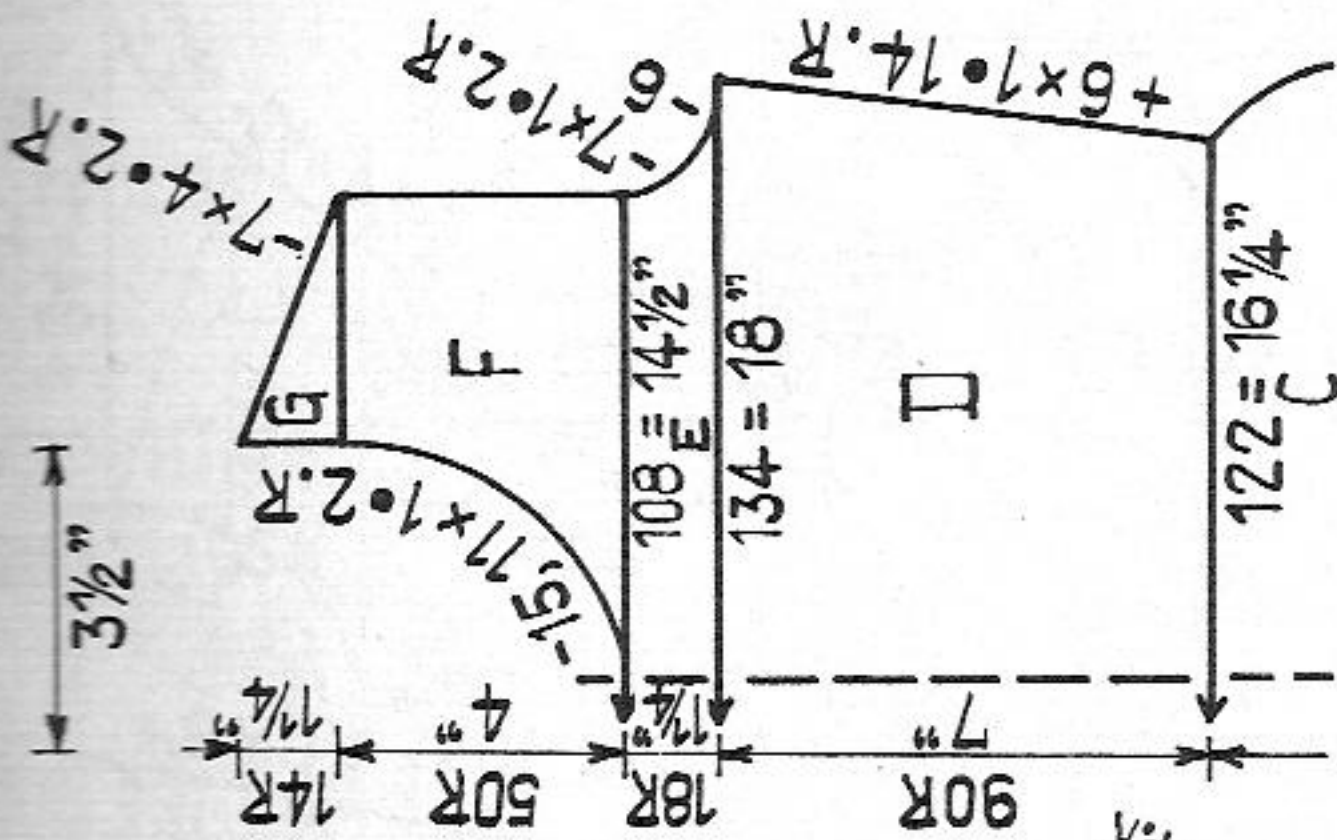 3½”
-7×4•2.R
-7×1•2.R
-6
14R
1¼”
G
-15, 11×1•2.R
50R
4”
F
108 = 14½”
18R
1¼”
E
134 = 18”
+6×1•14.R
90R
7”
D
122 = 16¼”
C